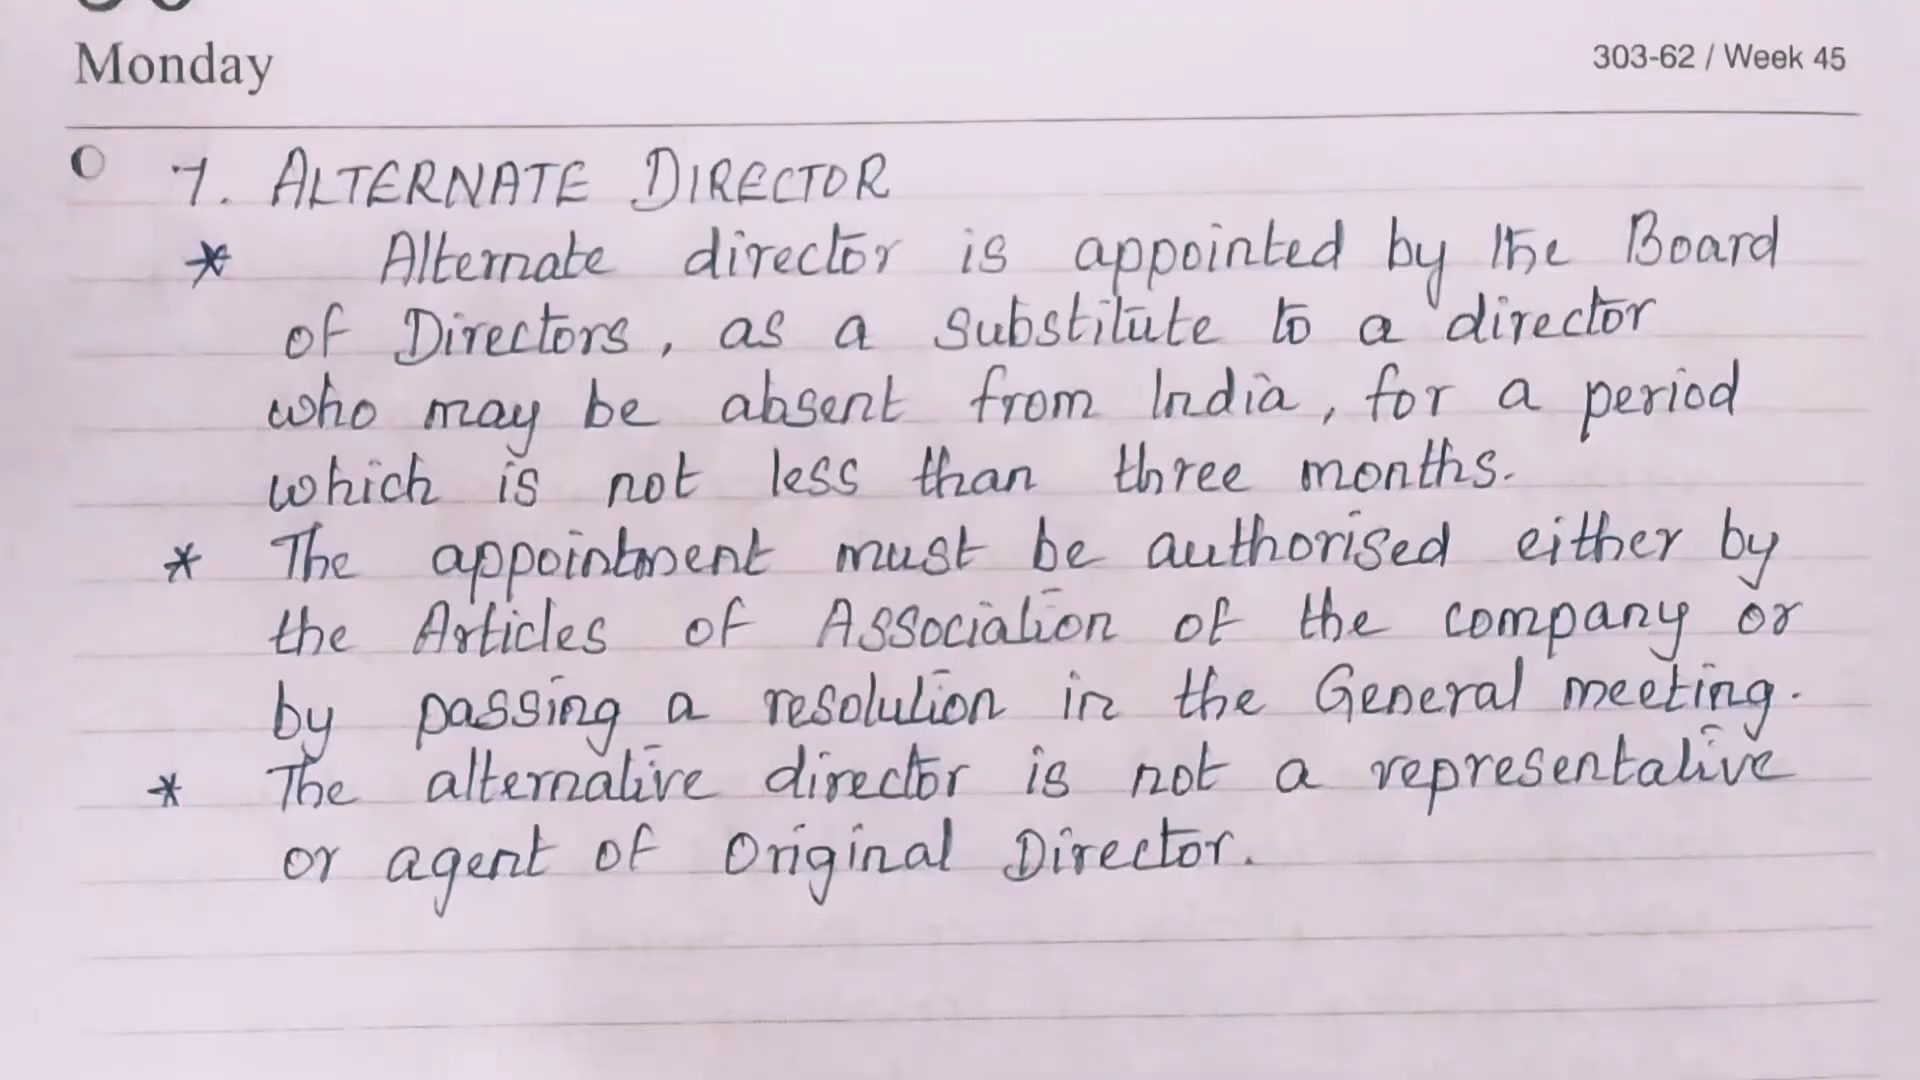 Monday
303-62 / Week 45
7. ALTERNATE DIRECTOR
* Alternate director is appointed by the Board
of Directors, as a substitute to a director
who may be absent from India, for a period
which is not less than three months.
* The appointment must be authorised either by
the Articles of Association of the company or
by passing a resolution in the General meeting.
* The alternative director is not a representative
or agent of Original Director.